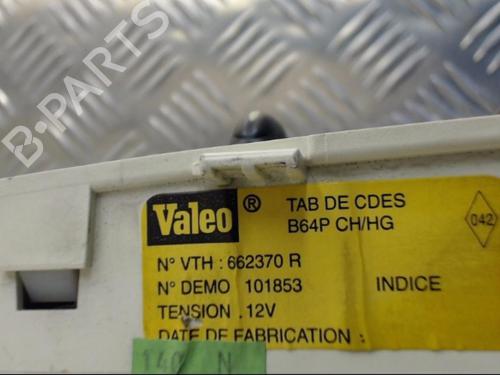 B-PARTS
Valeo ® TAB DE CDES
B64P CH/HG
042
N° VTH : 662370 R
N° DEMO 101853 INDICE
TENSION . 12V
DATE DE FABRICATION :
140 N